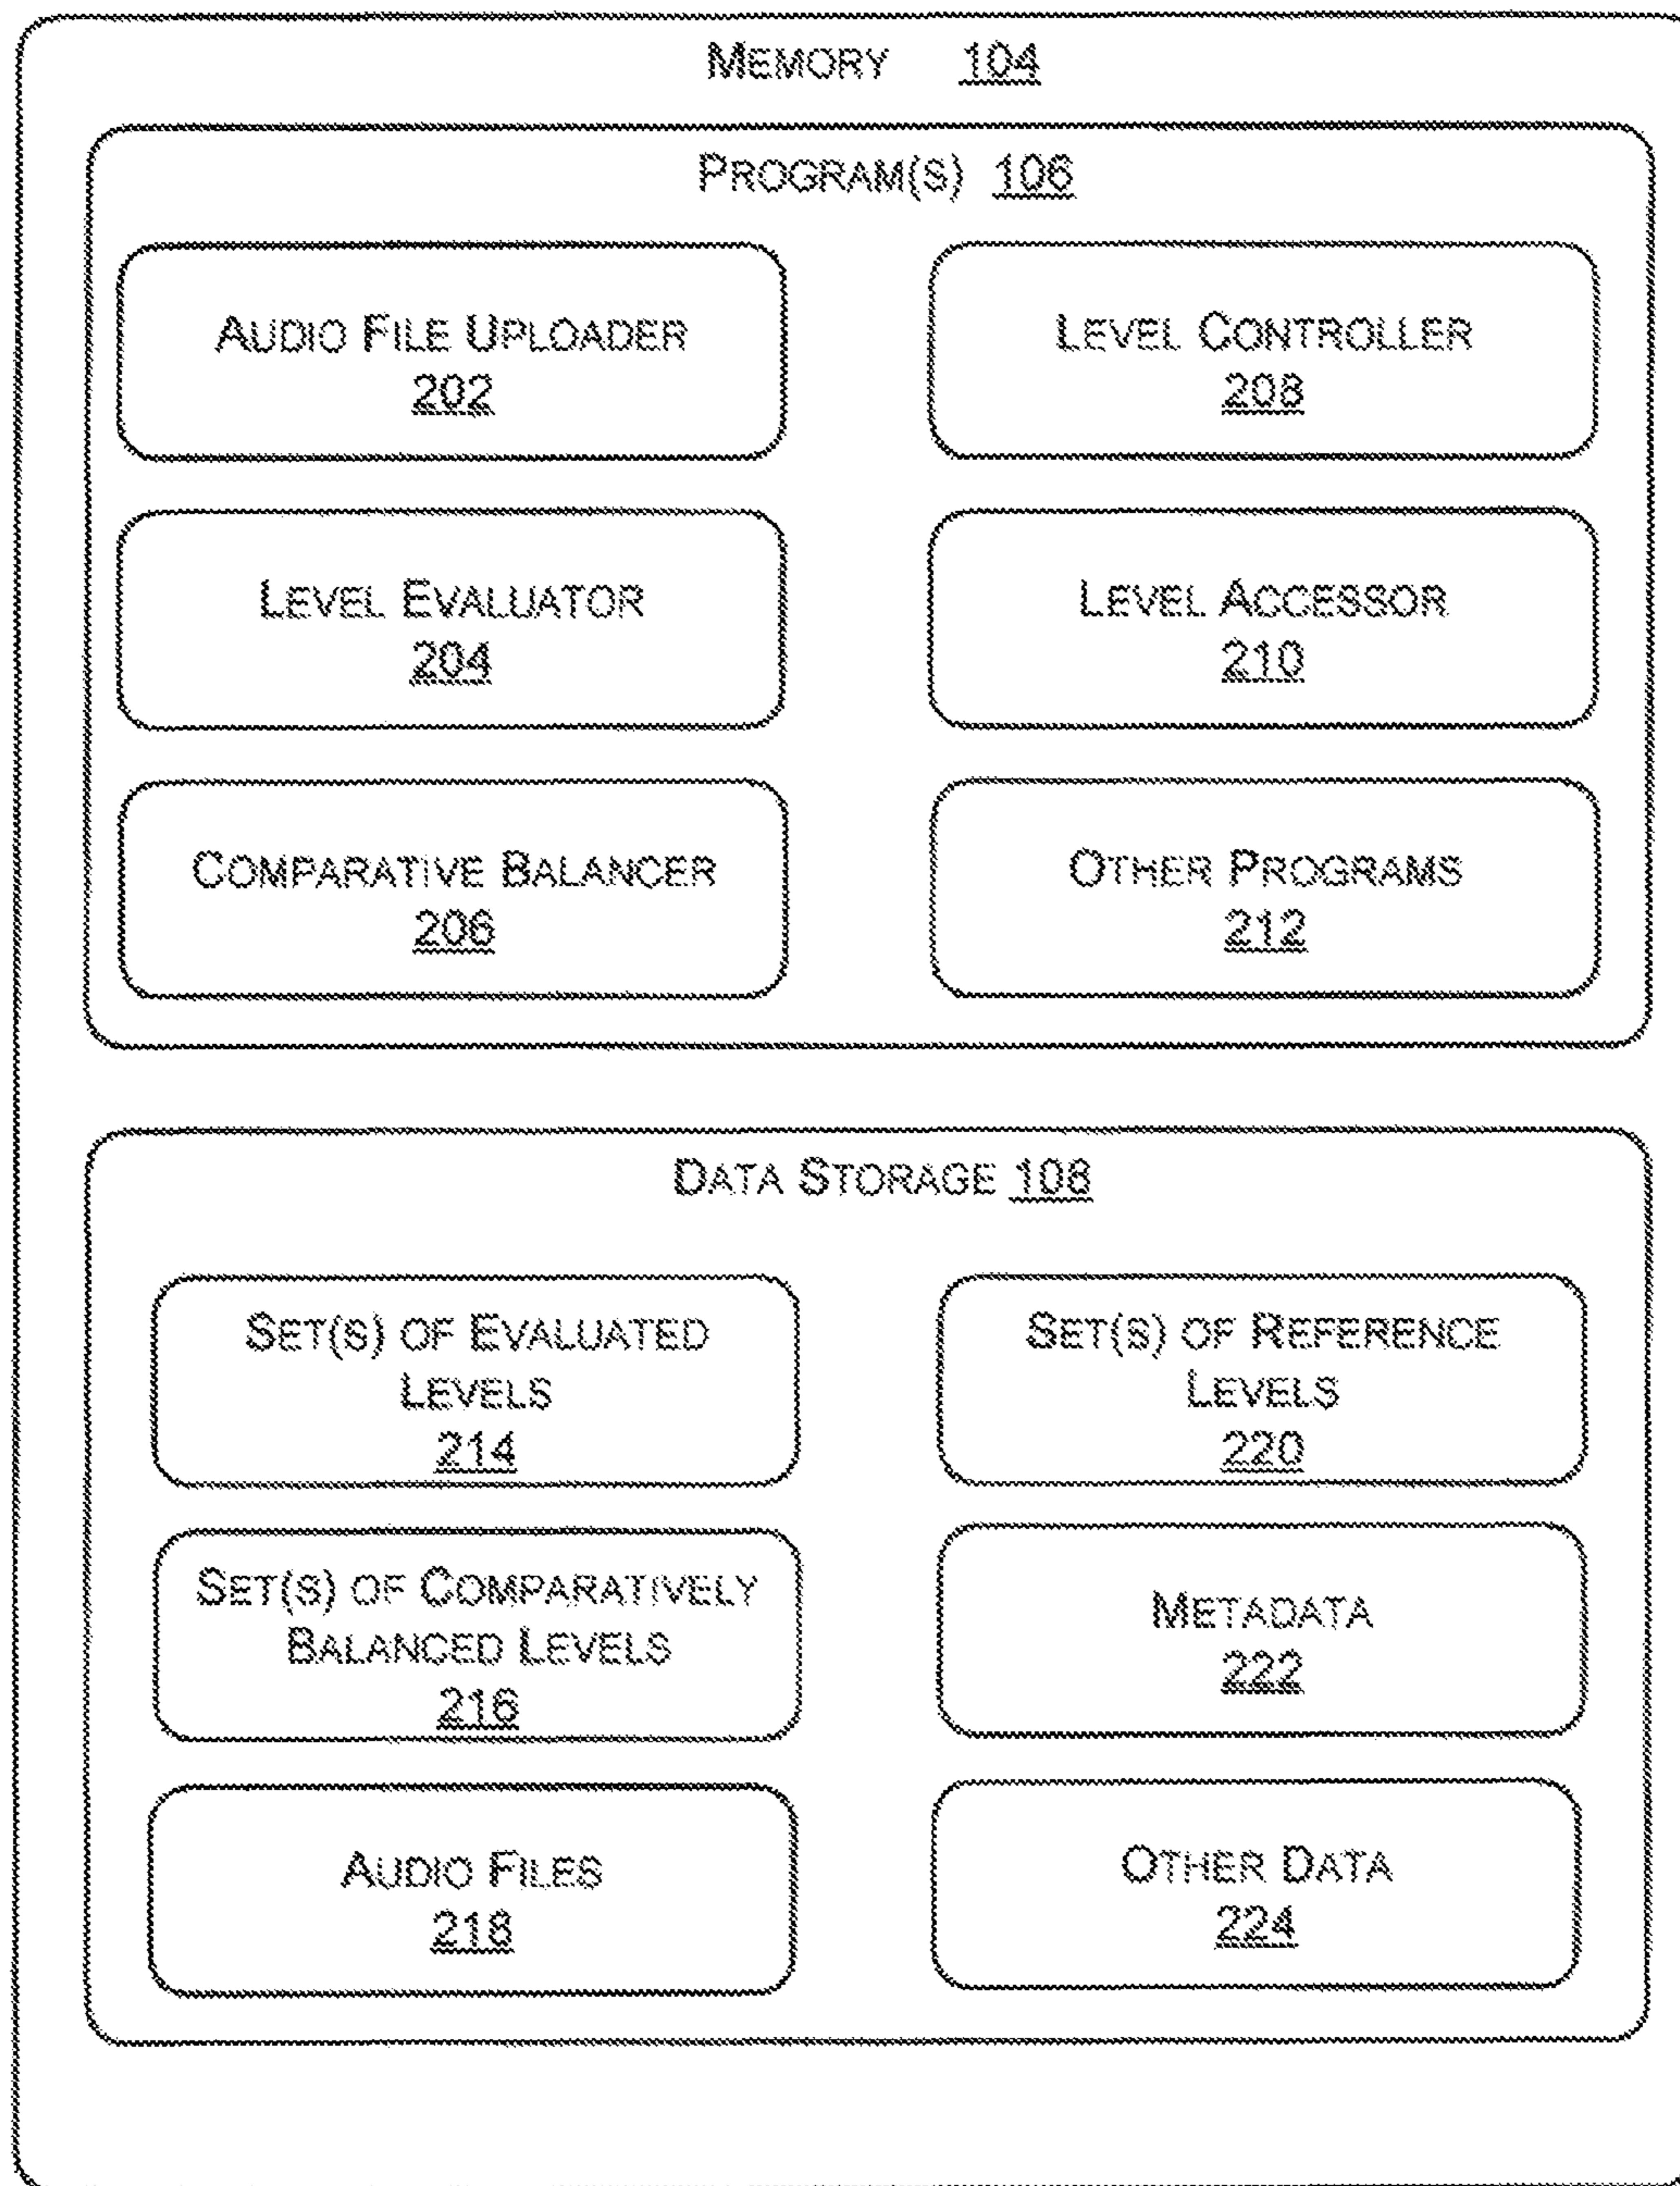 MEMORY 104
PROGRAM(S) 106
AUDIO FILE UPLOADER
202
LEVEL CONTROLLER
208
LEVEL EVALUATOR
204
LEVEL ACCESSOR
210
COMPARATIVE BALANCER
206
OTHER PROGRAMS
212
DATA STORAGE 108
SET(S) OF EVALUATED
LEVELS
214
SET(S) OF REFERENCE
LEVELS
220
SET(S) OF COMPARATIVELY
BALANCED LEVELS
216
METADATA
222
AUDIO FILES
218
OTHER DATA
224